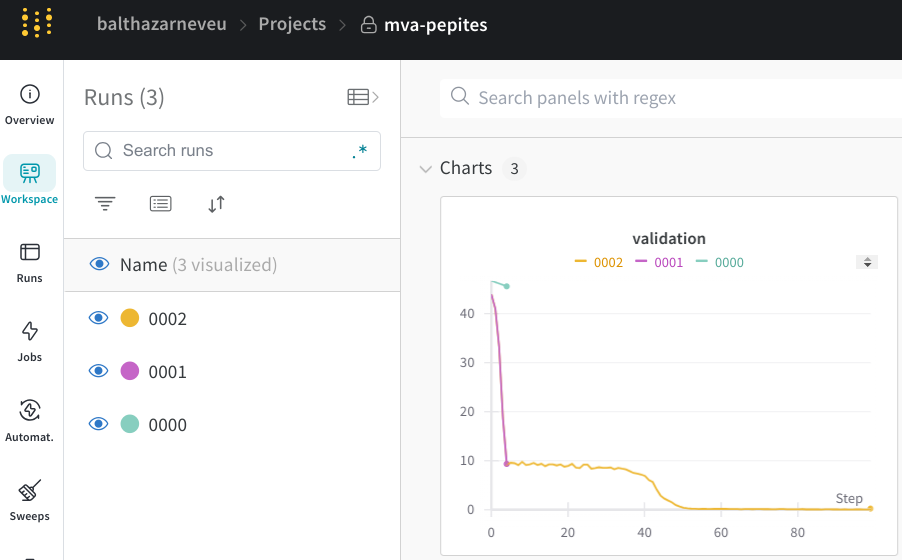 balthazarneveu > Projects > mva-pepites
Overview
Workspace
Runs
Jobs
Automat.
Sweeps
Runs (3)
Search runs
.*
Name (3 visualized)
0002
0001
0000
Search panels with regex
Charts 3
validation
0002 0001 0000
40
30
20
10
0
Step
0 20 40 60 80